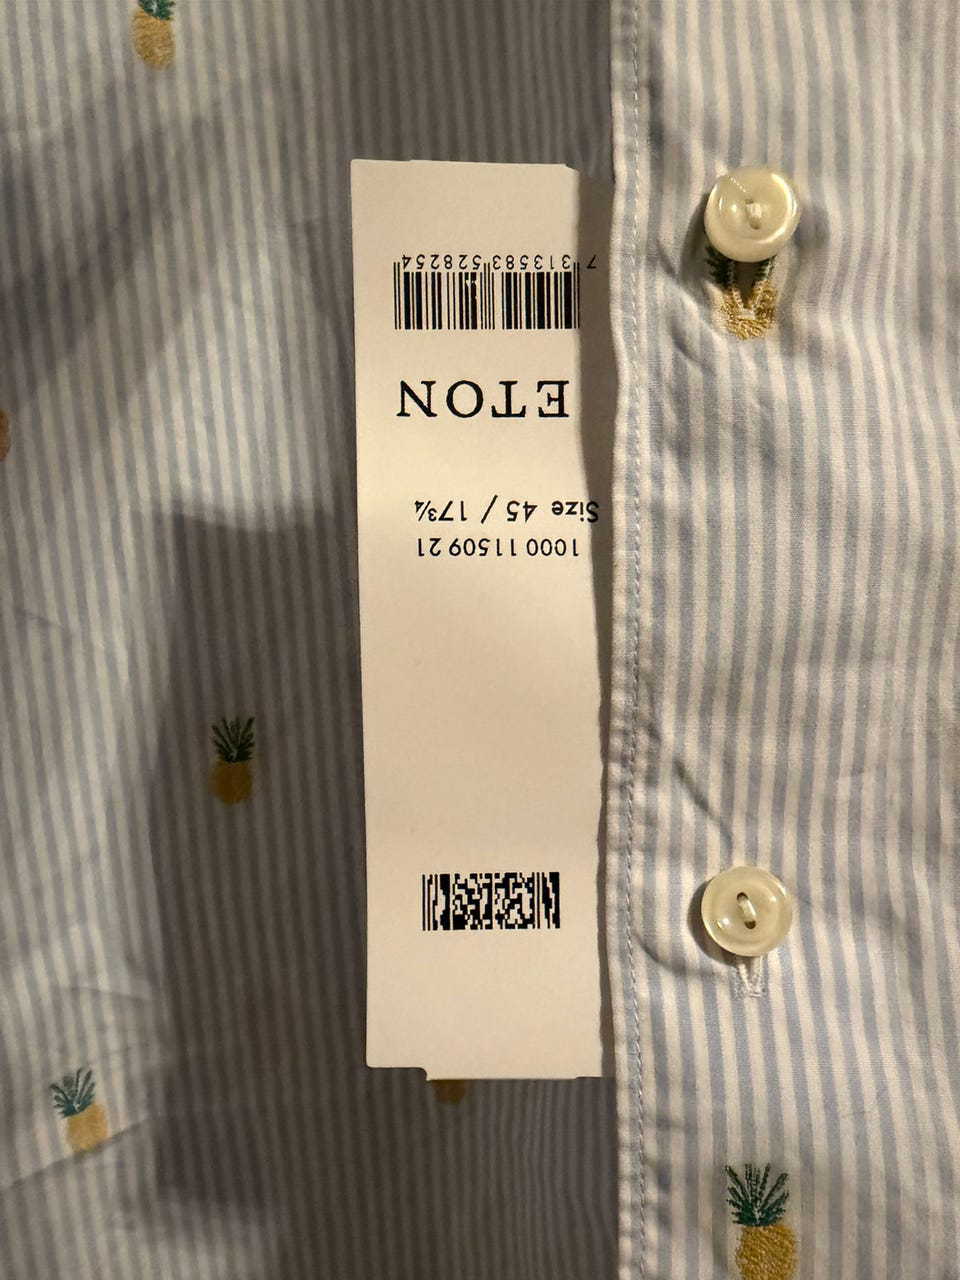 1000 11509 21
Size 45 / 17¾
ETON
7 313583 528254